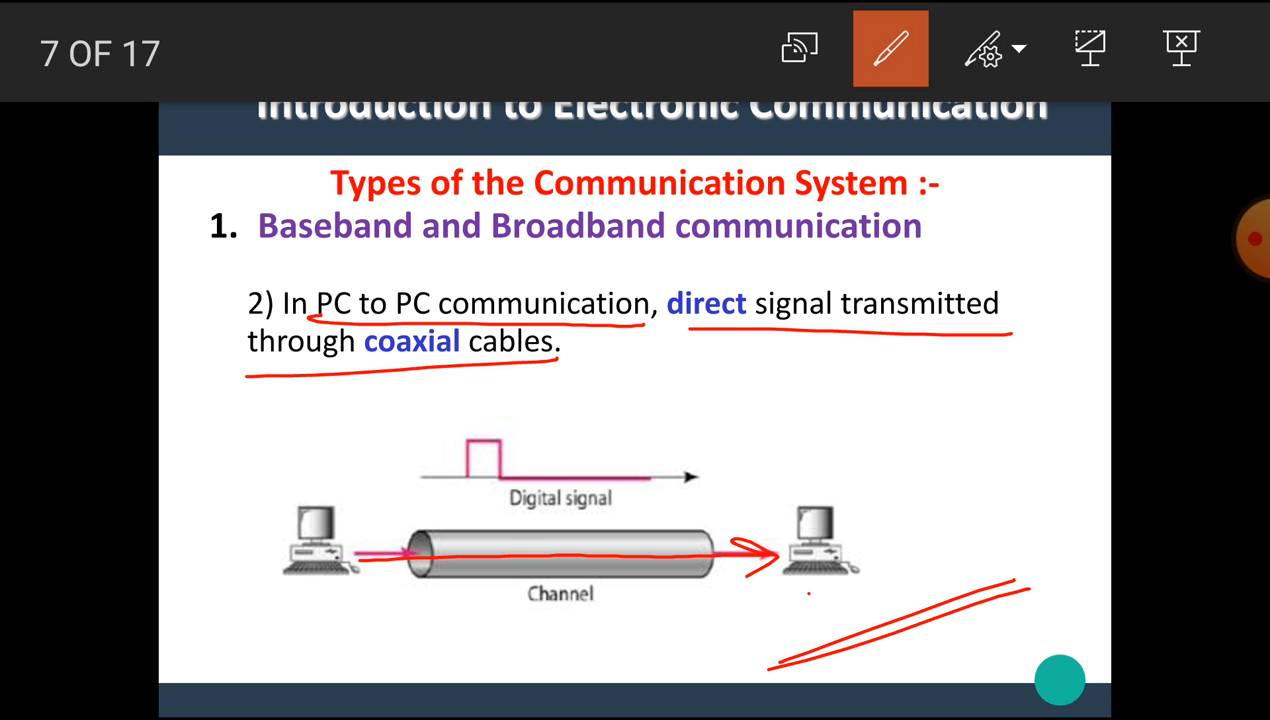 7 OF 17
Introduction to Electronic Communication
Types of the Communication System :-
1. Baseband and Broadband communication
2) In PC to PC communication, direct signal transmitted
through coaxial cables.
Digital signal
Channel